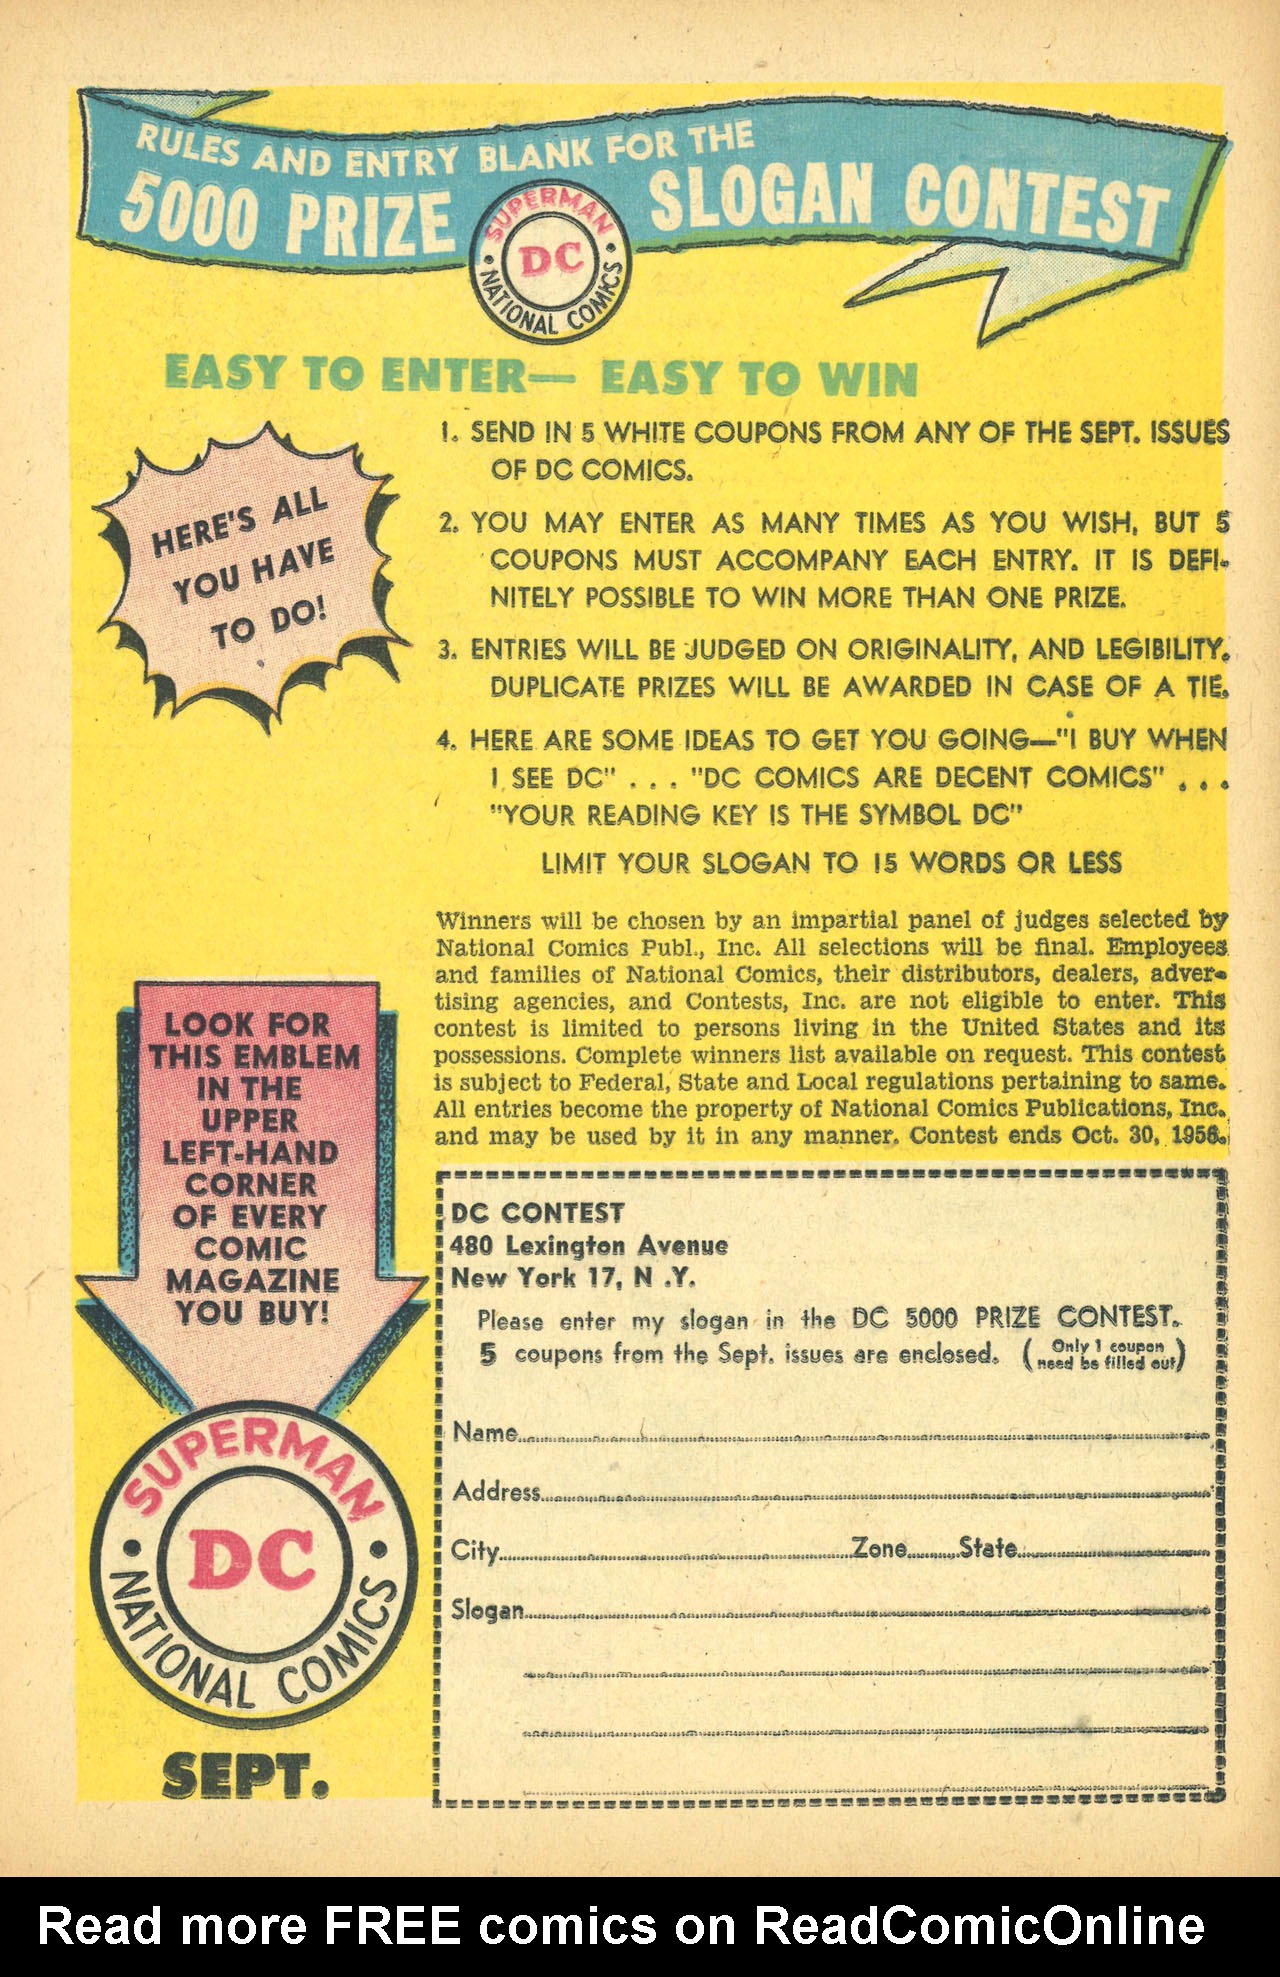 RULES AND ENTRY BLANK FOR THE
5000 PRIZE SLOGAN CONTEST
SUPERMAN
DC
• NATIONAL COMICS •
EASY TO ENTER— EASY TO WIN
HERE'S ALL
YOU HAVE
TO DO!
1. SEND IN 5 WHITE COUPONS FROM ANY OF THE SEPT. ISSUES
OF DC COMICS.
2. YOU MAY ENTER AS MANY TIMES AS YOU WISH, BUT 5
COUPONS MUST ACCOMPANY EACH ENTRY. IT IS DEFI-
NITELY POSSIBLE TO WIN MORE THAN ONE PRIZE.
3. ENTRIES WILL BE JUDGED ON ORIGINALITY, AND LEGIBILITY.
DUPLICATE PRIZES WILL BE AWARDED IN CASE OF A TIE.
4. HERE ARE SOME IDEAS TO GET YOU GOING—"I BUY WHEN
I SEE DC" . . . "DC COMICS ARE DECENT COMICS" . . .
"YOUR READING KEY IS THE SYMBOL DC"
LIMIT YOUR SLOGAN TO 15 WORDS OR LESS
Winners will be chosen by an impartial panel of judges selected by
National Comics Publ., Inc. All selections will be final. Employees
and families of National Comics, their distributors, dealers, adver-
tising agencies, and Contests, Inc. are not eligible to enter. This
contest is limited to persons living in the United States and its
possessions. Complete winners list available on request. This contest
is subject to Federal, State and Local regulations pertaining to same.
All entries become the property of National Comics Publications, Inc.
and may be used by it in any manner. Contest ends Oct. 30, 1956.
LOOK FOR
THIS EMBLEM
IN THE
UPPER
LEFT-HAND
CORNER
OF EVERY
COMIC
MAGAZINE
YOU BUY!
SUPERMAN
DC
• NATIONAL COMICS •
SEPT.
DC CONTEST
480 Lexington Avenue
New York 17, N .Y.
Please enter my slogan in the DC 5000 PRIZE CONTEST.
5 coupons from the Sept. issues are enclosed. (Only 1 coupon
need be filled out)
Name
Address
City Zone State
Slogan
Read more FREE comics on ReadComicOnline